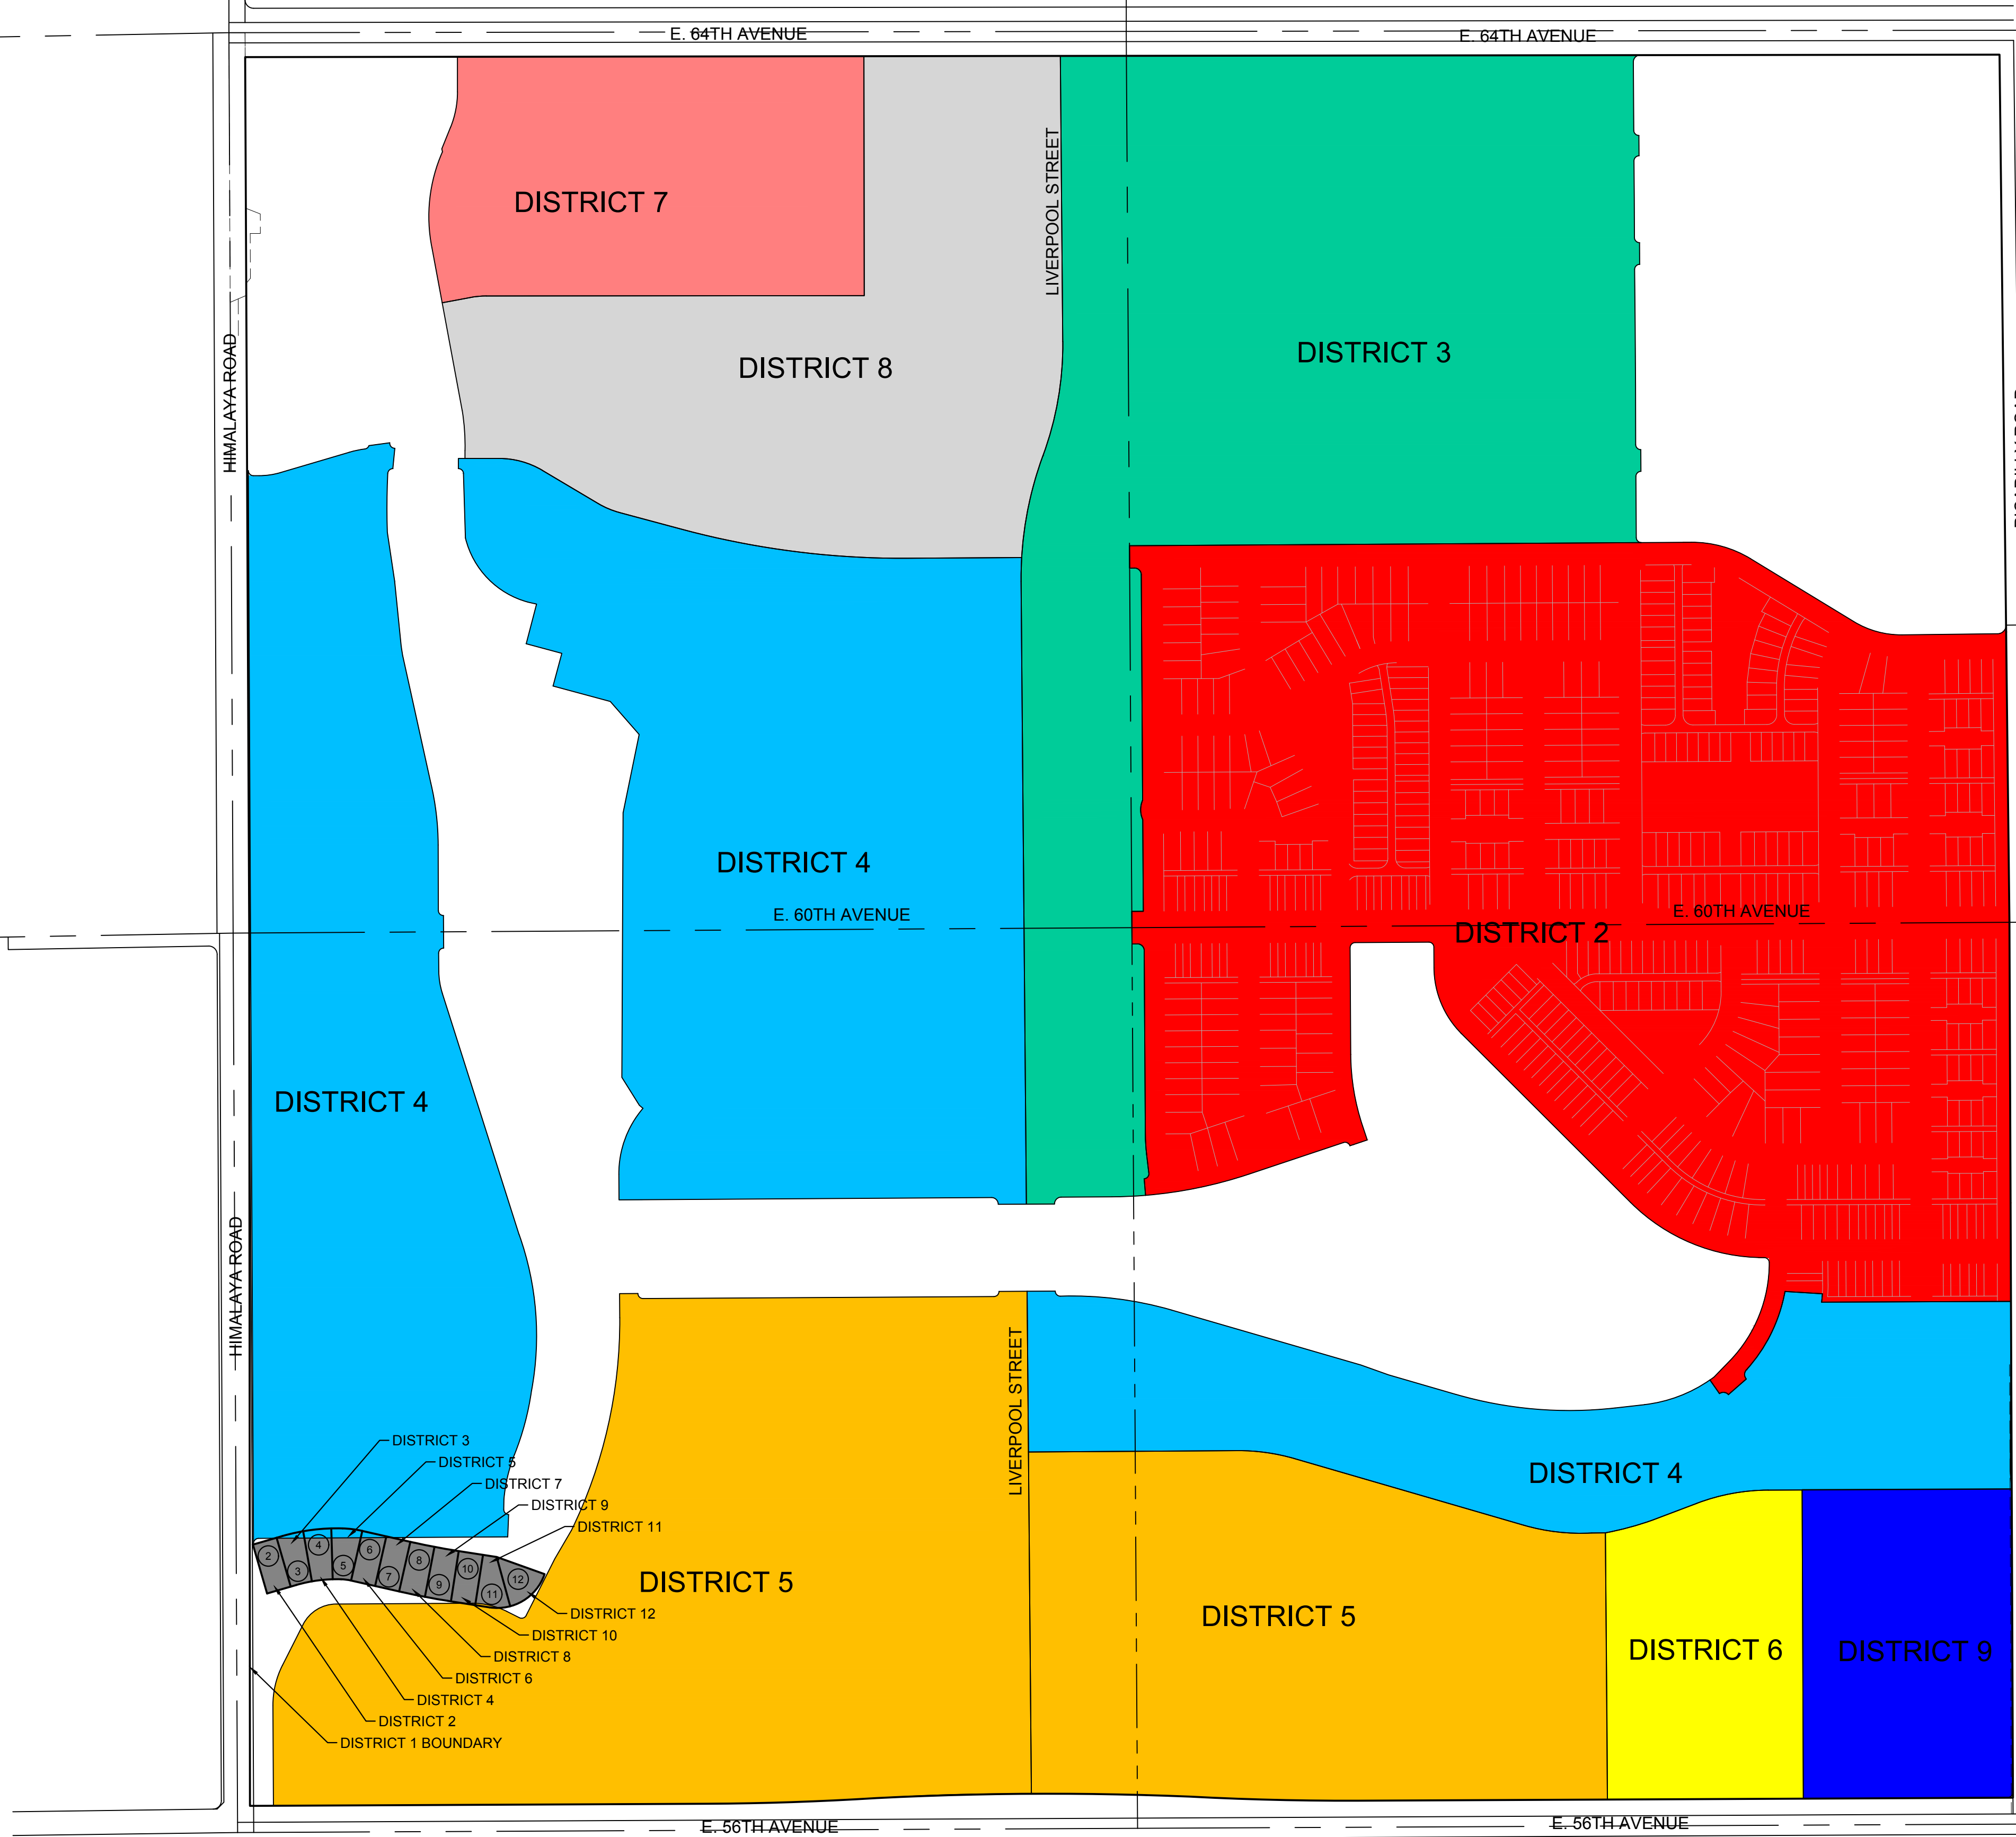 E. 64TH AVENUE
E. 64TH AVENUE
LIVERPOOL STREET
DISTRICT 7
DISTRICT 3
DISTRICT 8
HIMALAYA ROAD
DISTRICT 4
E. 60TH AVENUE
E. 60TH AVENUE
DISTRICT 2
DISTRICT 4
HIMALAYA ROAD
LIVERPOOL STREET
DISTRICT 3
DISTRICT 5
DISTRICT 7
DISTRICT 9
DISTRICT 11
DISTRICT 4
2
3
4
5
6
7
8
9
10
11
12
DISTRICT 5
DISTRICT 5
DISTRICT 6
DISTRICT 9
DISTRICT 12
DISTRICT 10
DISTRICT 8
DISTRICT 6
DISTRICT 4
DISTRICT 2
DISTRICT 1 BOUNDARY
E. 56TH AVENUE
E. 56TH AVENUE